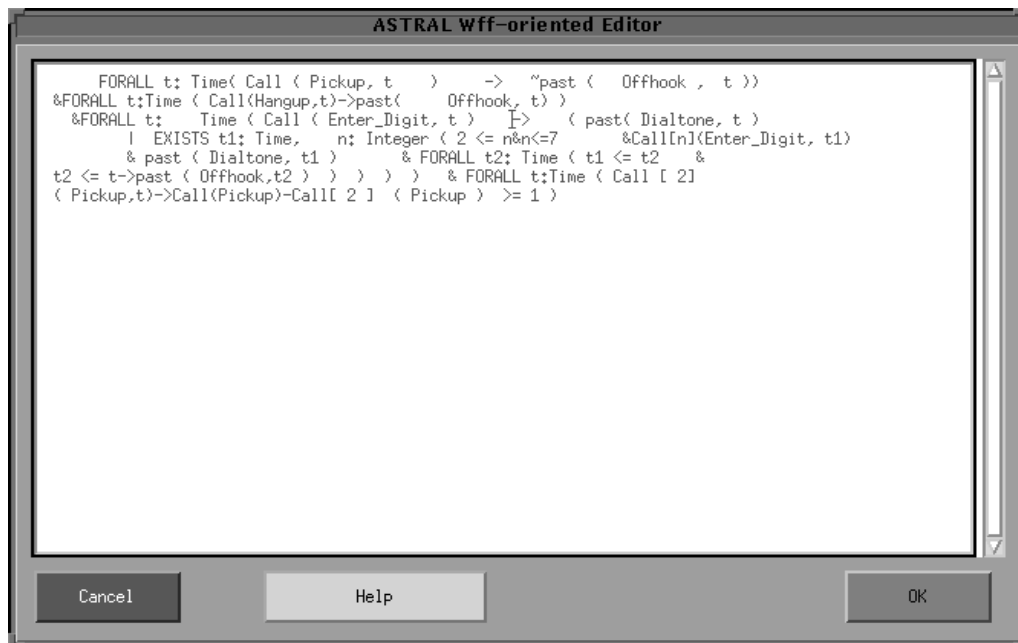 ASTRAL Wff-oriented Editor
FORALL t: Time( Call ( Pickup, t    )     ->   ~past (   Offhook ,  t ))
&FORALL t:Time ( Call(Hangup,t)->past(     Offhook, t) )
&FORALL t:    Time ( Call ( Enter_Digit, t )    ->    ( past( Dialtone, t )
|  EXISTS t1: Time,    n: Integer ( 2 <= n&n<=7       &Call[n](Enter_Digit, t1)
& past ( Dialtone, t1 )       & FORALL t2: Time ( t1 <= t2    &
t2 <= t->past ( Offhook,t2 )  )  )  )  )   & FORALL t:Time ( Call [ 2]
( Pickup,t)->Call(Pickup)-Call[ 2 ]  ( Pickup )  >= 1 )
Cancel
Help
OK